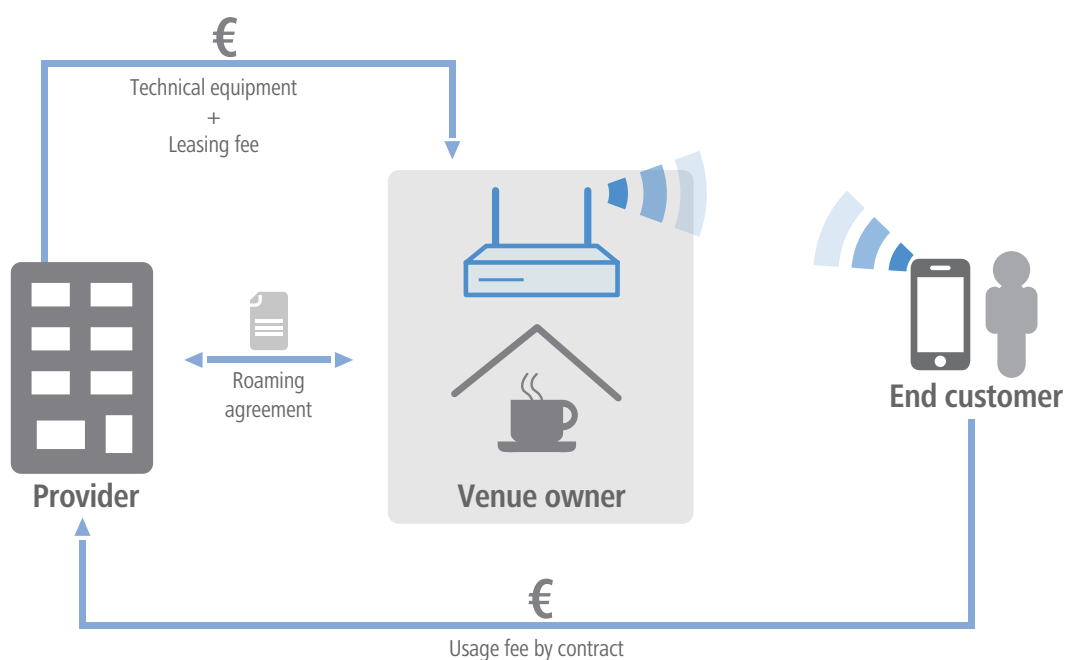 €
Technical equipment
+
Leasing fee
Roaming
agreement
Provider
Venue owner
End customer
€
Usage fee by contract